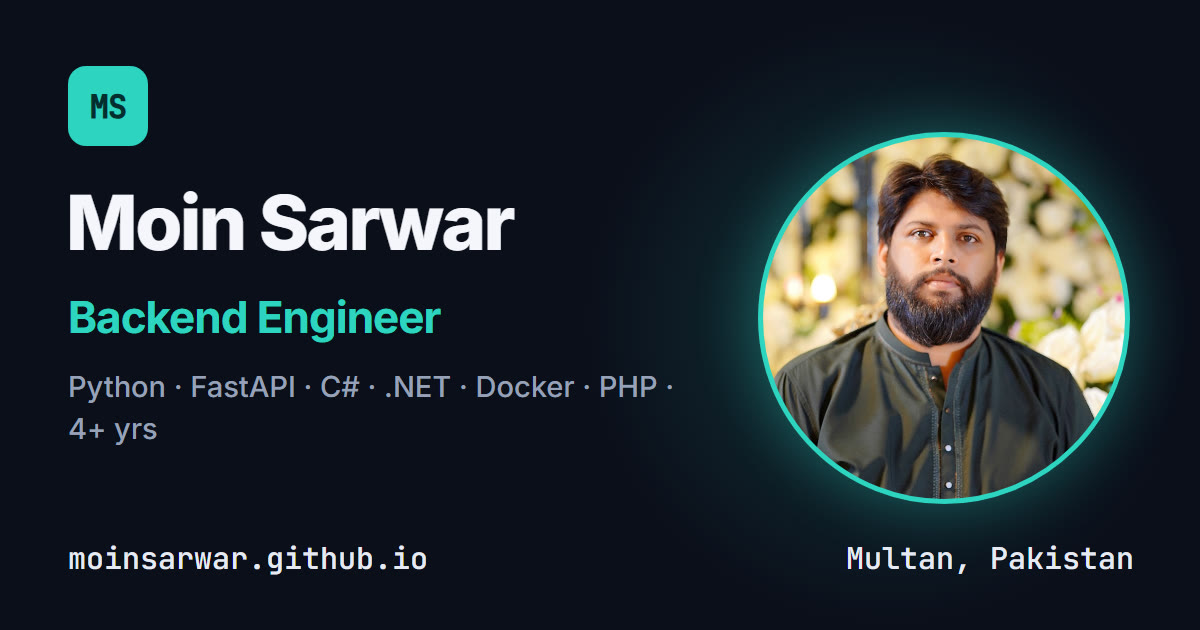 MS
Moin Sarwar
Backend Engineer
Python · FastAPI · C# · .NET · Docker · PHP ·
4+ yrs
moinsarwar.github.io
Multan, Pakistan